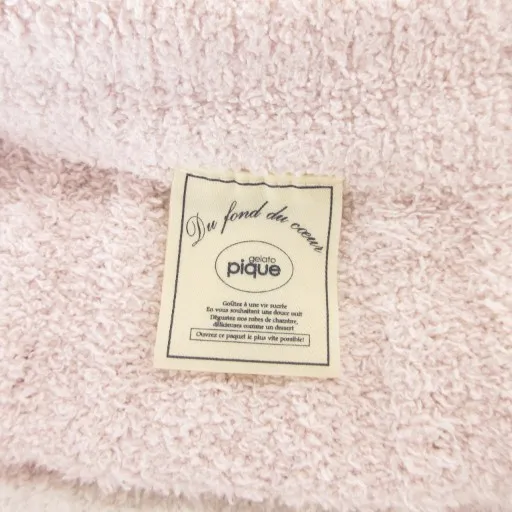 Du fond du cœur
gelato
pique
Goûtez à une vie sucrée
En vous souhaitant une douce nuit
Dégustez nos robes de chambre,
délicieuses comme un dessert
Ouvrez ce paquet le plus vite possible!